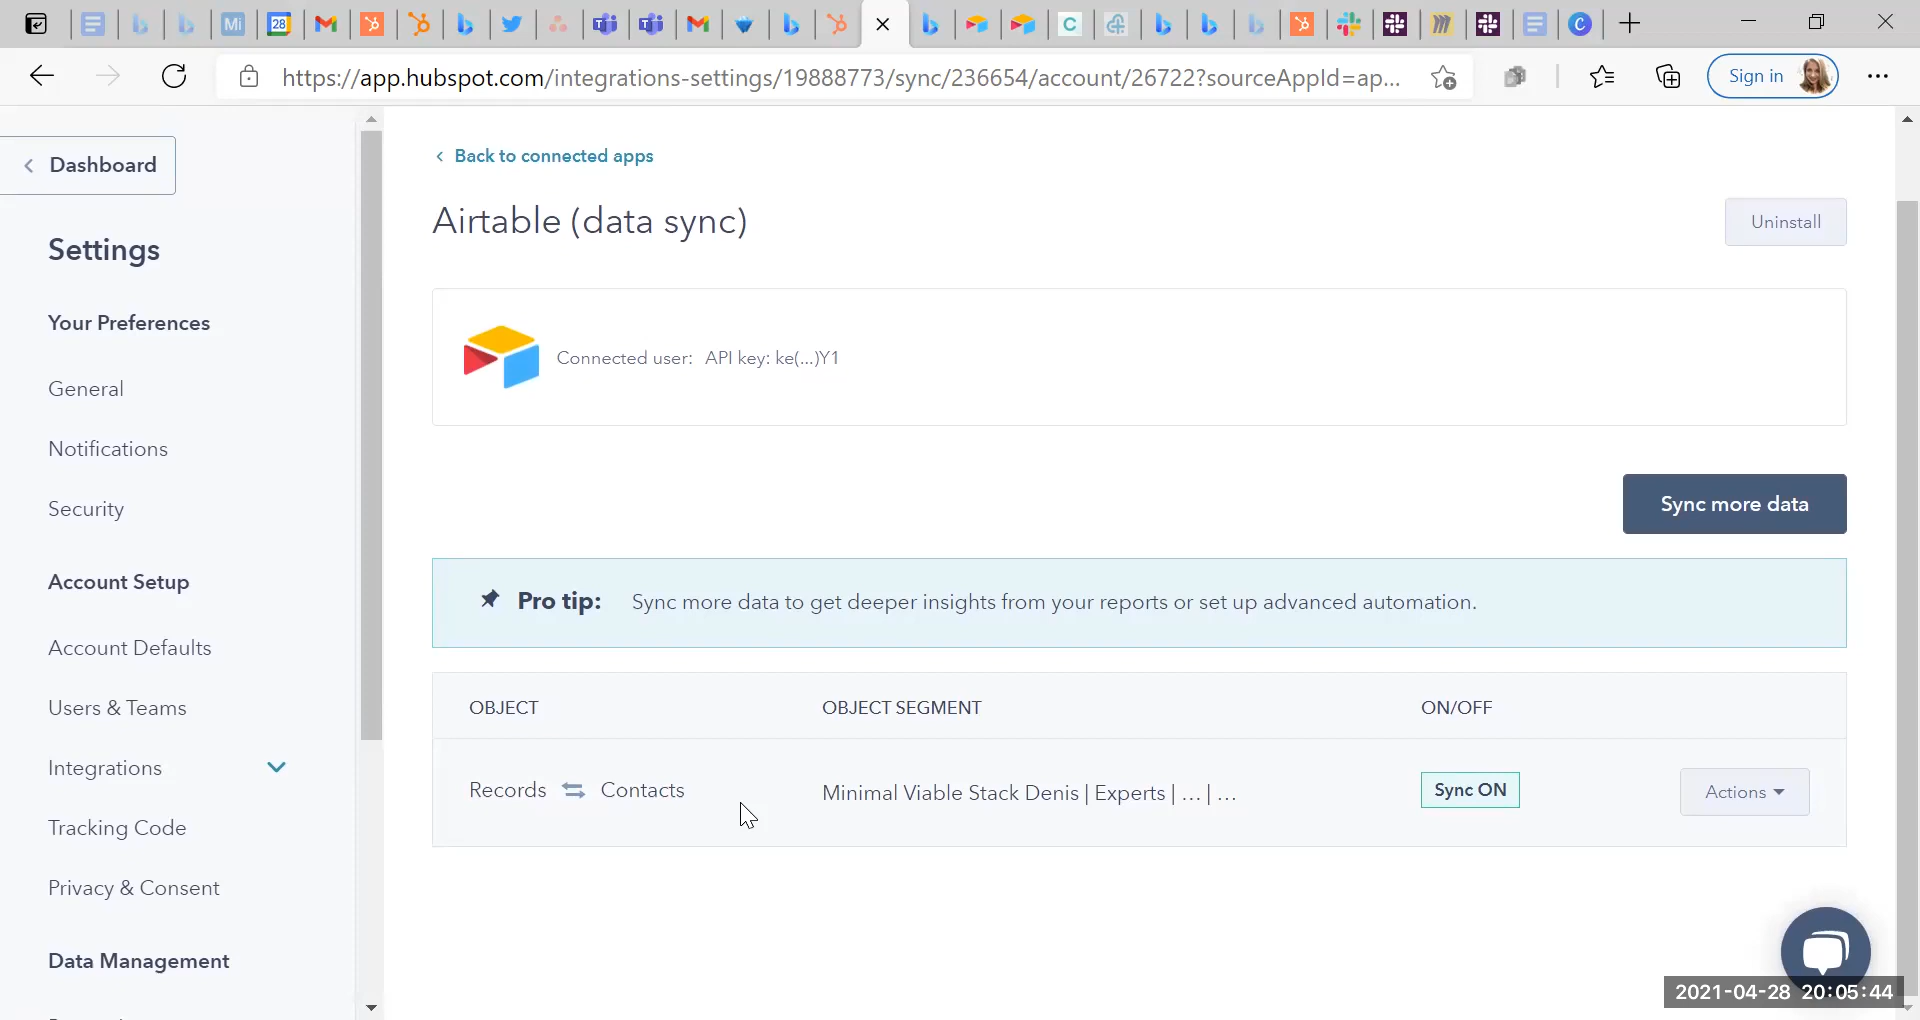 Mi
28
C
C
https://app.hubspot.com/integrations-settings/19888773/sync/236654/account/26722?sourceAppId=ap...
Sign in
Dashboard
Settings
Your Preferences
General
Notifications
Security
Account Setup
Account Defaults
Users & Teams
Integrations
Tracking Code
Privacy & Consent
Data Management
Back to connected apps
Airtable (data sync)
Uninstall
Connected user: API key: ke(...)Y1
Sync more data
Pro tip: Sync more data to get deeper insights from your reports or set up advanced automation.
OBJECT OBJECT SEGMENT ON/OFF
Records Contacts Minimal Viable Stack Denis | Experts | ... | ... Sync ON Actions
2021-04-28 20:05:44